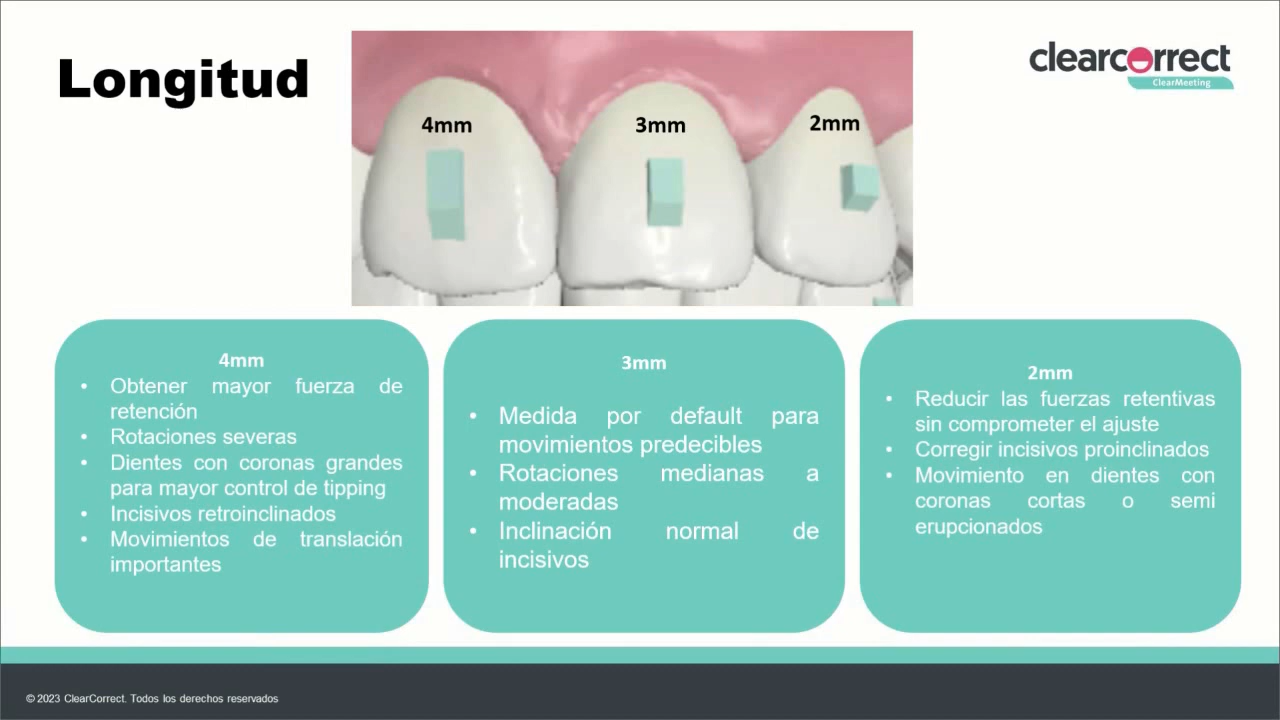 Longitud
clearcorrect
ClearMeeting
4mm
3mm
2mm
4mm
• Obtener mayor fuerza de
retención
• Rotaciones severas
• Dientes con coronas grandes
para mayor control de tipping
• Incisivos retroinclinados
• Movimientos de translación
importantes
3mm
• Medida por default para
movimientos predecibles
• Rotaciones medianas a
moderadas
• Inclinación normal de
incisivos
2mm
• Reducir las fuerzas retentivas
sin comprometer el ajuste
• Corregir incisivos proinclinados
• Movimiento en dientes con
coronas cortas o semi
erupcionados
© 2023 ClearCorrect. Todos los derechos reservados